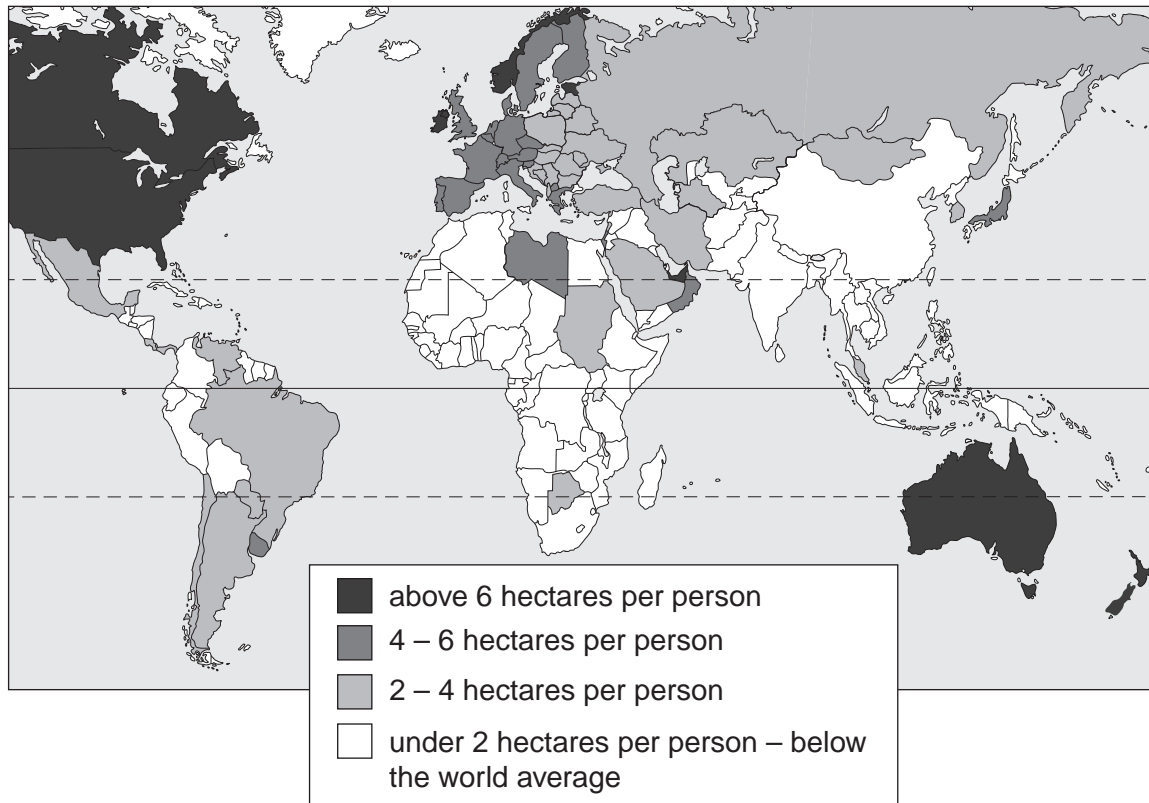 above 6 hectares per person
4 – 6 hectares per person
2 – 4 hectares per person
under 2 hectares per person – below
the world average